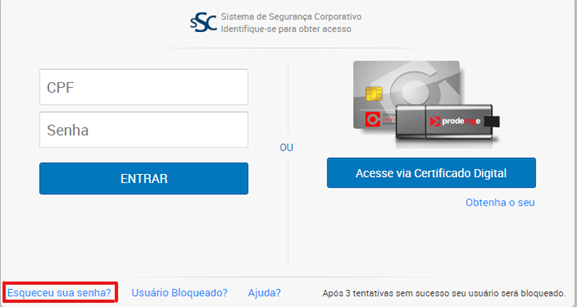 SSC
Sistema de Segurança Corporativo
Identifique-se para obter acesso
CPF
Senha
ENTRAR
OU
prodemge
Acesse via Certificado Digital
Obtenha o seu
Esqueceu sua senha?
Usuário Bloqueado?
Ajuda?
Após 3 tentativas sem sucesso seu usuário será bloqueado.